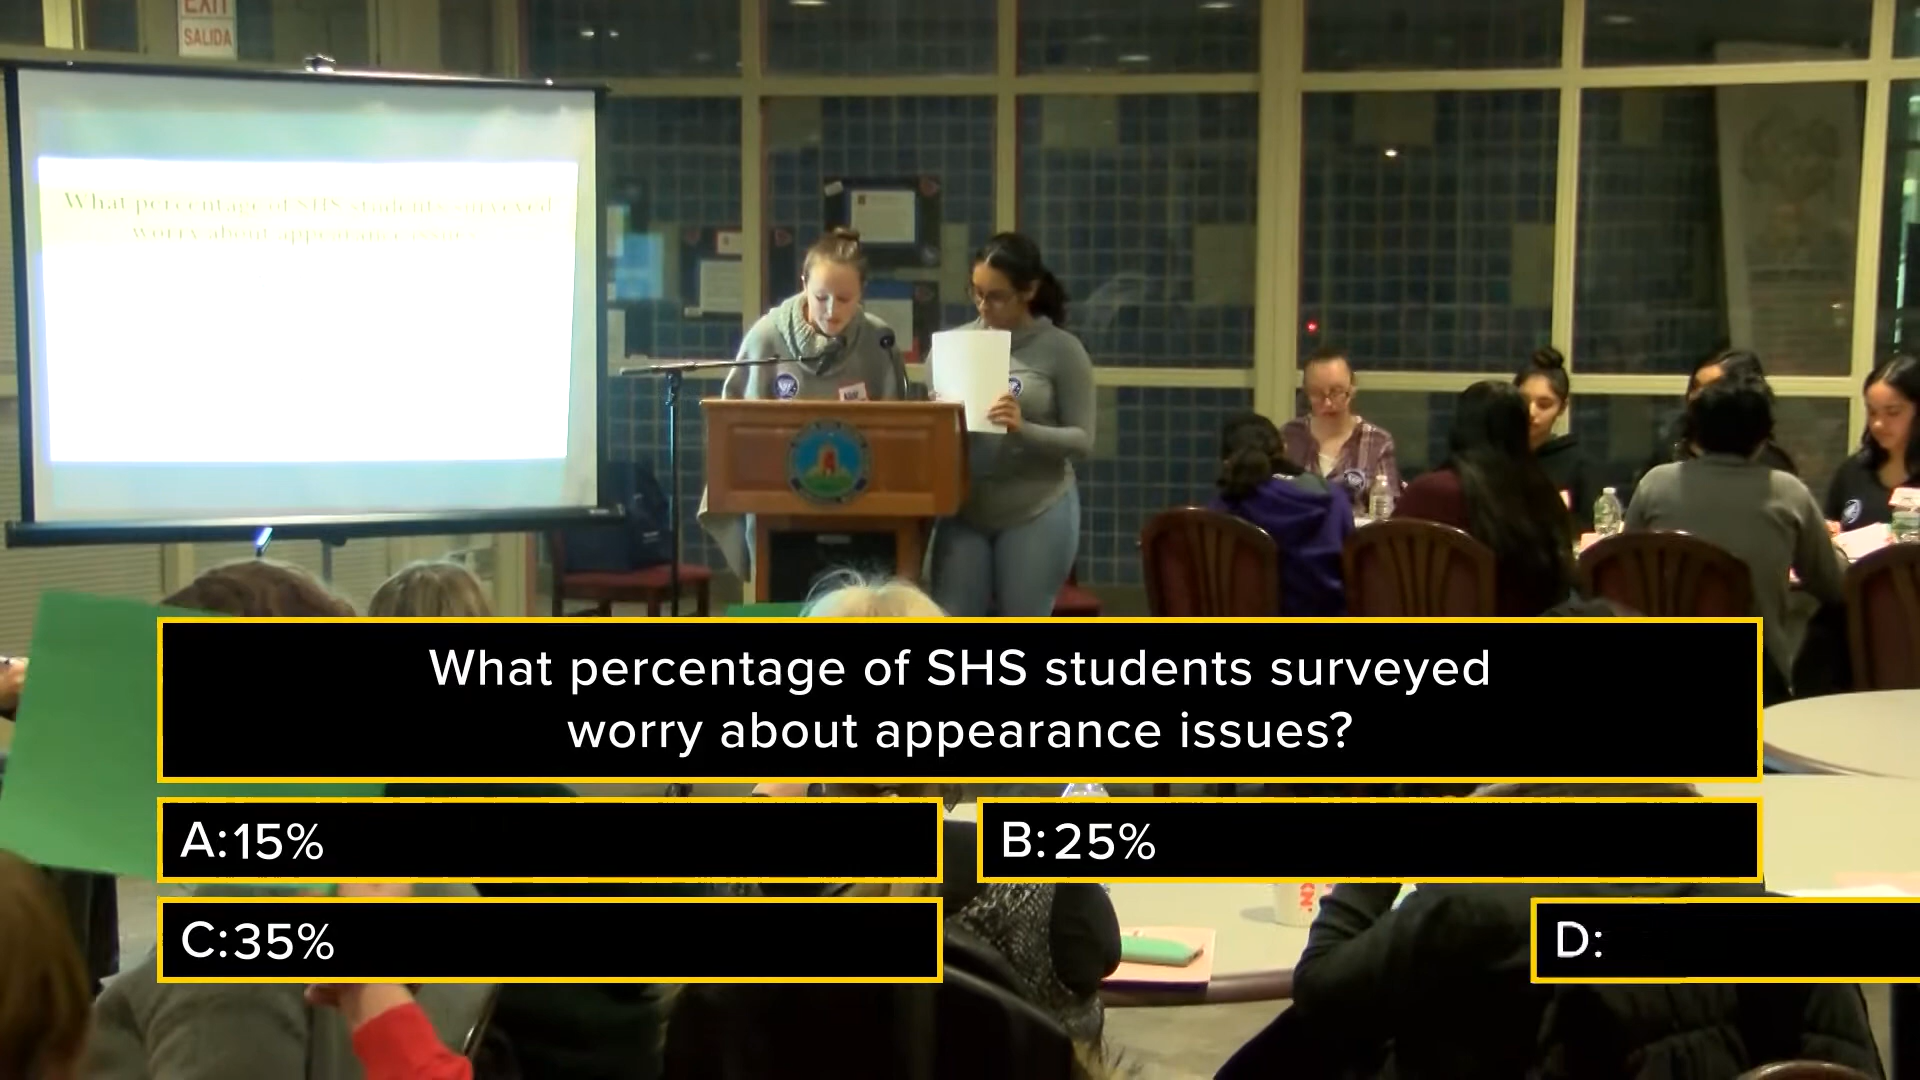 EXIT
SALIDA
What percentage of SHS students surveyed
worry about appearance issues?
What percentage of SHS students surveyed
worry about appearance issues?
A:15%
B:25%
C:35%
D: